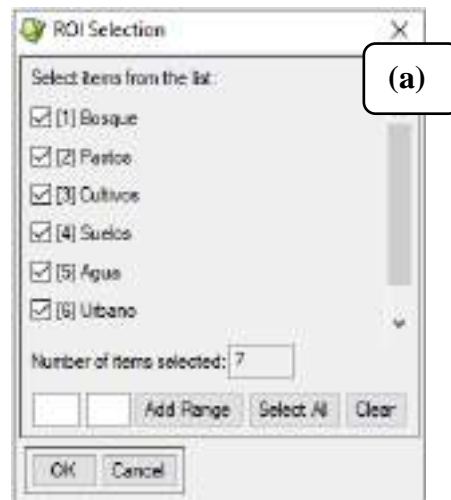 ROI Selection
(a)
Select items from the list:
[1] Bosque
[2] Pastos
[3] Cultivos
[4] Suelos
[5] Agua
[6] Urbano
Number of items selected: 7
Add Range Select All Clear
OK Cancel